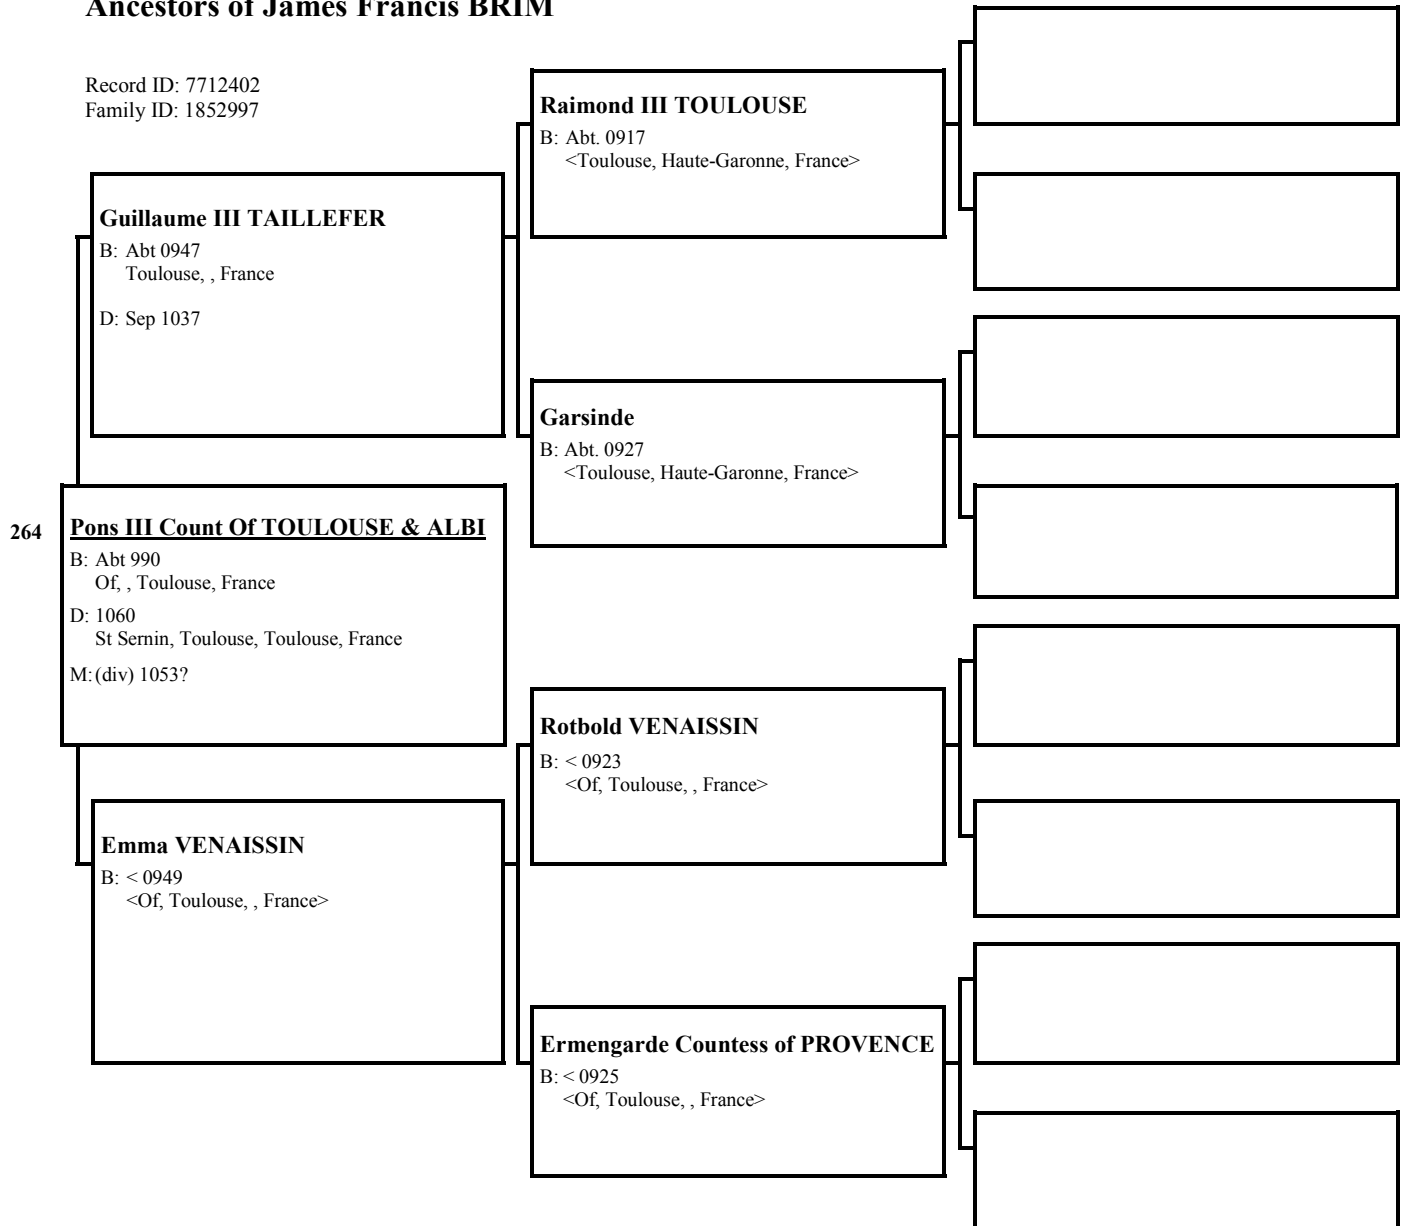 Ancestors of James Francis BRIM
Record ID: 7712402
Family ID: 1852997
Raimond III TOULOUSE
B: Abt. 0917
<Toulouse, Haute-Garonne, France>
Guillaume III TAILLEFER
B: Abt 0947
Toulouse, , France
D: Sep 1037
Garsinde
B: Abt. 0927
<Toulouse, Haute-Garonne, France>
264
Pons III Count Of TOULOUSE & ALBI
B: Abt 990
Of, , Toulouse, France
D: 1060
St Sernin, Toulouse, Toulouse, France
M: (div) 1053?
Rotbold VENAISSIN
B: < 0923
<Of, Toulouse, , France>
Emma VENAISSIN
B: < 0949
<Of, Toulouse, , France>
Ermengarde Countess of PROVENCE
B: < 0925
<Of, Toulouse, , France>